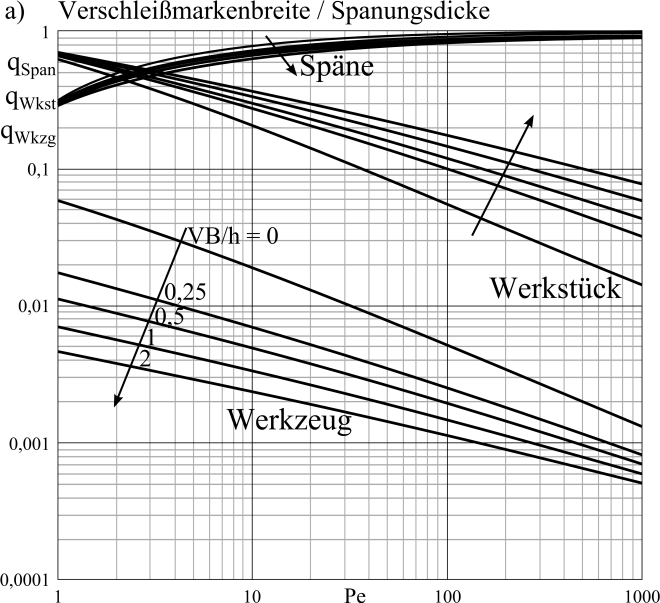 a) Verschleißmarkenbreite / Spanungsdicke
1
qSpan
Späne
qWkst
qWkzg
0,1
VB/h = 0
0,25
Werkstück
0,01
0,5
1
2
Werkzeug
0,001
0,0001
1 10 Pe 100 1000